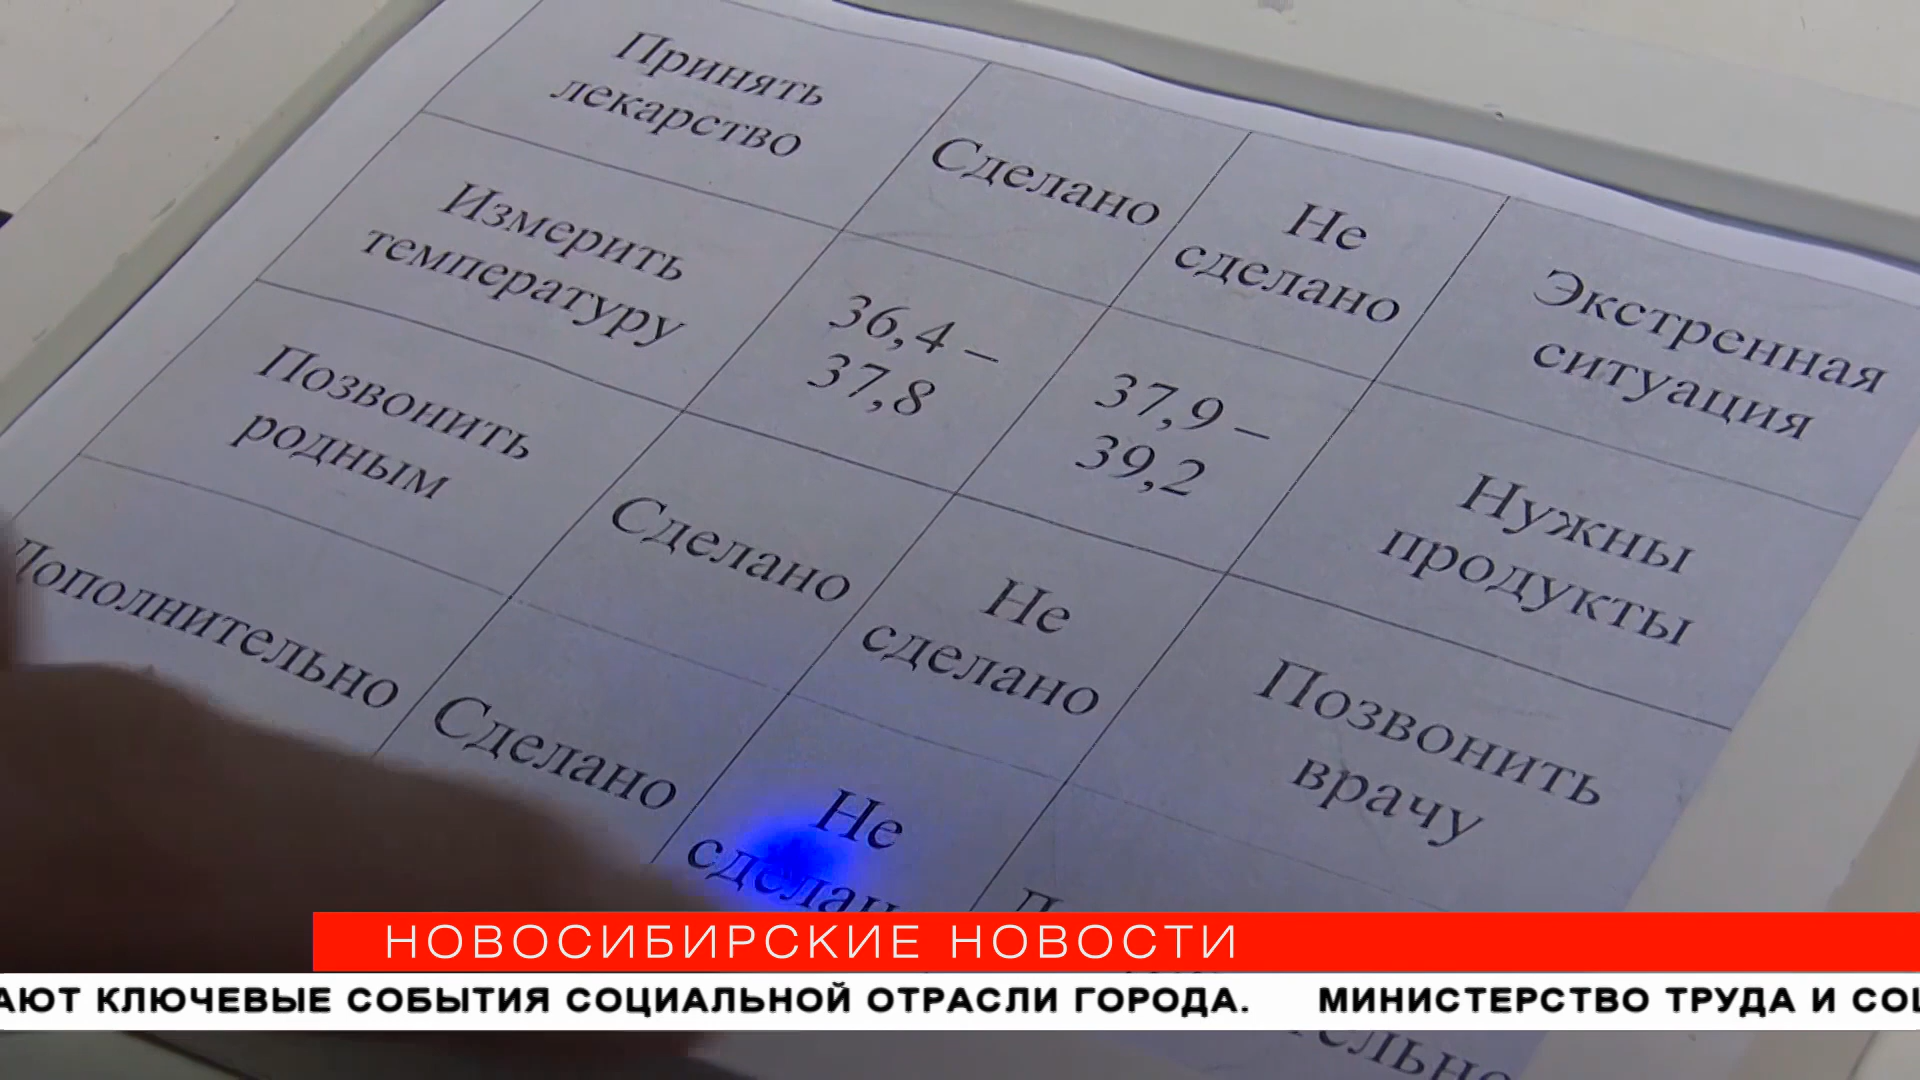 Принять
лекарство
Сделано
Не
сделано
Экстренная
ситуация
Измерить
температуру
36,4 –
37,8
37,9 –
39,2
Нужны
продукты
Позвонить
родным
Сделано
Не
сделано
Позвонить
врачу
Дополнительно
Сделано
Не
НОВОСИБИРСКИЕ НОВОСТИ
КЛЮЧЕВЫЕ СОБЫТИЯ СОЦИАЛЬНОЙ ОТРАСЛИ ГОРОДА. МИНИСТЕРСТВО ТРУДА И